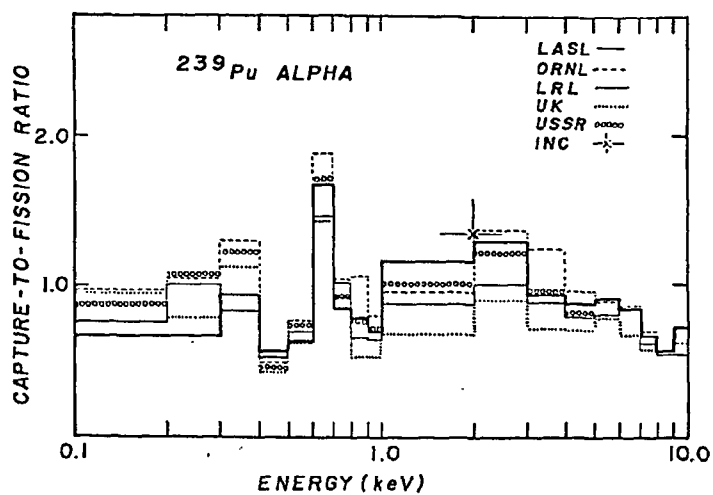 239Pu ALPHA
LASL
ORNL
LRL
UK
USSR
INC
CAPTURE-TO-FISSION RATIO
2.0
1.0
0
0.1
1.0
10.0
ENERGY (keV)